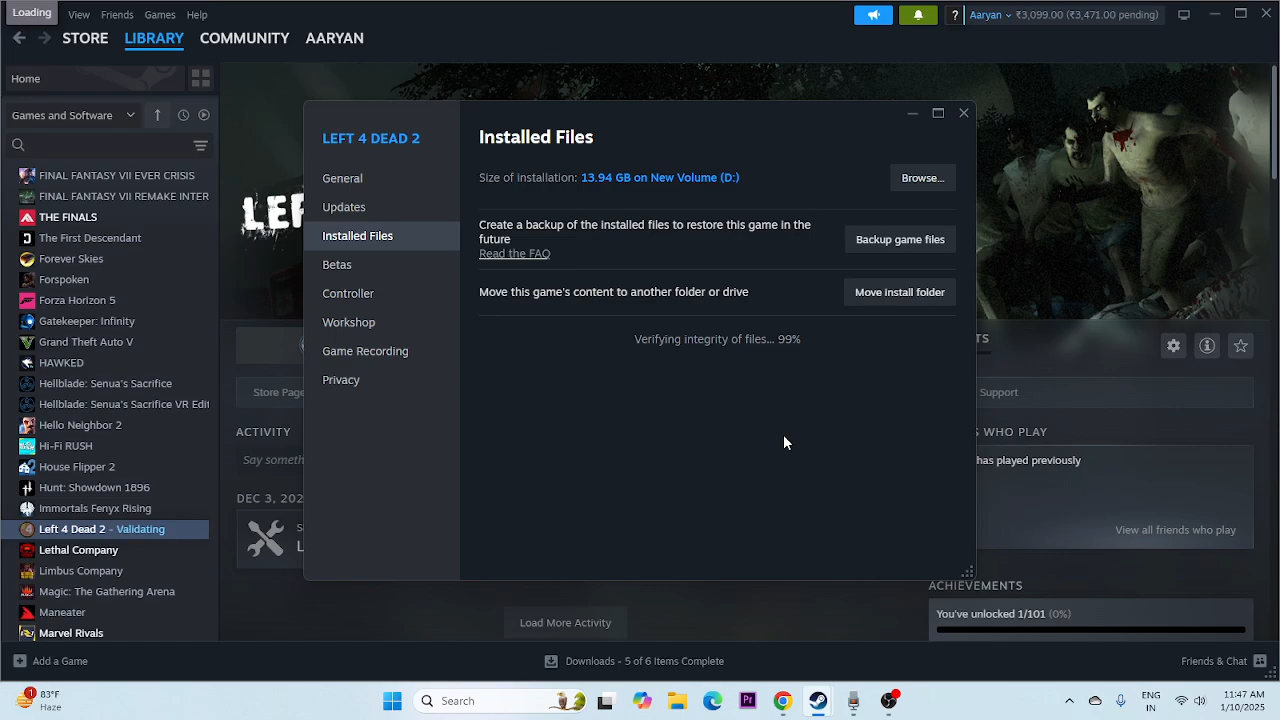 Loading View Friends Games Help
? Aaryan ₹3,099.00 (₹3,471.00 pending)
STORE LIBRARY COMMUNITY AARYAN
Home
Games and Software
FINAL FANTASY VII EVER CRISIS
FINAL FANTASY VII REMAKE INTER
THE FINALS
The First Descendant
Forever Skies
Forspoken
Forza Horizon 5
Gatekeeper: Infinity
Grand Theft Auto V
HAWKED
Hellblade: Senua's Sacrifice
Hellblade: Senua's Sacrifice VR Edit
Hello Neighbor 2
Hi-Fi RUSH
House Flipper 2
Hunt: Showdown 1896
Immortals Fenyx Rising
Left 4 Dead 2 - Validating
Lethal Company
Limbus Company
Magic: The Gathering Arena
Maneater
Marvel Rivals
LEF
Store Page
ACTIVITY
Say someth
DEC 3, 202
S
L
Load More Activity
LEFT 4 DEAD 2
General
Updates
Installed Files
Betas
Controller
Workshop
Game Recording
Privacy
Installed Files
Size of installation: 13.94 GB on New Volume (D:)
Browse...
Create a backup of the installed files to restore this game in the
future
Read the FAQ
Backup game files
Move this game's content to another folder or drive
Move install folder
Verifying integrity of files... 99%
TS
Support
S WHO PLAY
has played previously
View all friends who play
ACHIEVEMENTS
You've unlocked 1/101 (0%)
Add a Game
Downloads - 5 of 6 Items Complete
Friends & Chat
1
83°F
Haze
Search
Pr
ENG
IN
11:47 AM
1/10/2025